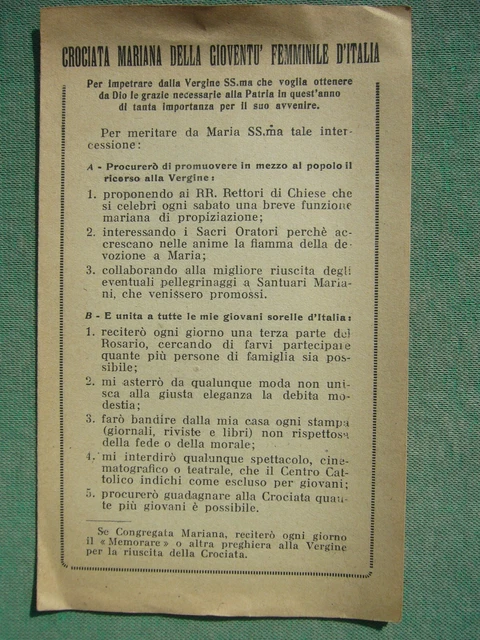 CROCIATA MARIANA DELLA GIOVENTU' FEMMINILE D'ITALIA
Per impetrare dalla Vergine SS.ma che voglia ottenere
da Dio le grazie necessarie alla Patria in quest'anno
di tanta importanza per il suo avvenire.
Per meritare da Maria SS.ma tale inter-
cessione:
A - Procurerò di promuovere in mezzo al popolo il
ricorso alla Vergine:
1. proponendo ai RR. Rettori di Chiese che
si celebri ogni sabato una breve funzione
mariana di propiziazione;
2. interessando i Sacri Oratori perchè ac-
crescano nelle anime la fiamma della de-
vozione a Maria;
3. collaborando alla migliore riuscita degli
eventuali pellegrinaggi a Santuari Maria-
ni, che venissero promossi.
B - E unita a tutte le mie giovani sorelle d'Italia:
1. reciterò ogni giorno una terza parte del
Rosario, cercando di farvi partecipare
quante più persone di famiglia sia pos-
sibile;
2. mi asterrò da qualunque moda non uni-
sca alla giusta eleganza la debita mo-
destia;
3. farò bandire dalla mia casa ogni stampa
(giornali, riviste e libri) non rispettosa
della fede o della morale;
4. mi interdirò qualunque spettacolo, cine-
matografico o teatrale, che il Centro Cat-
tolico indichi come escluso per giovani;
5. procurerò guadagnare alla Crociata quan-
te più giovani è possibile.
Se Congregata Mariana, reciterò ogni giorno
il « Memorare » o altra preghiera alla Vergine
per la riuscita della Crociata.